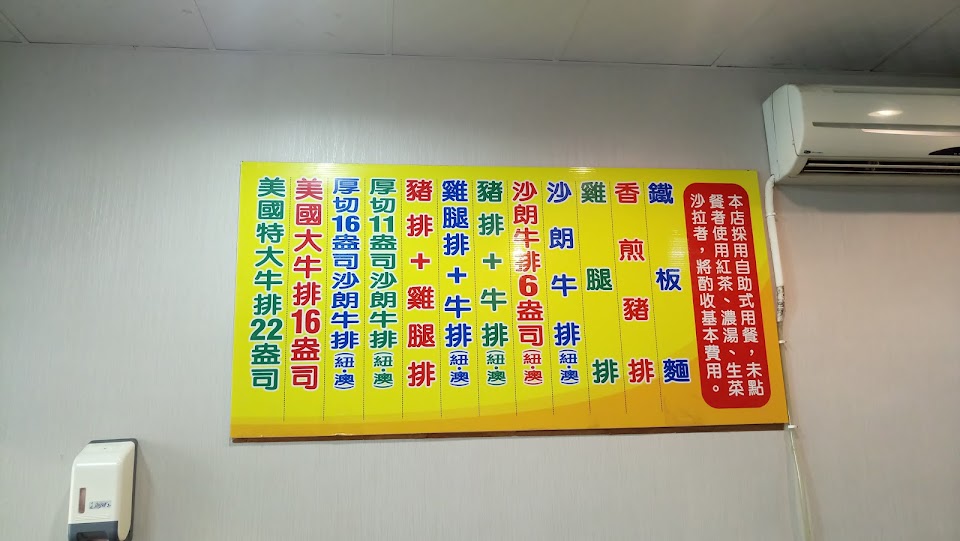 本店採用自助式用餐，未點
餐者使用紅茶、濃湯、生菜
沙拉者，將酌收基本費用。
鐵板麵
香煎豬排
雞腿排
沙朗牛排(紐·澳)
沙朗牛排6盎司(紐·澳)
豬排+牛排(紐·澳)
雞腿排+牛排(紐·澳)
豬排+雞腿排
厚切11盎司沙朗牛排(紐·澳)
厚切16盎司沙朗牛排(紐·澳)
美國大牛排16盎司
美國特大牛排22盎司